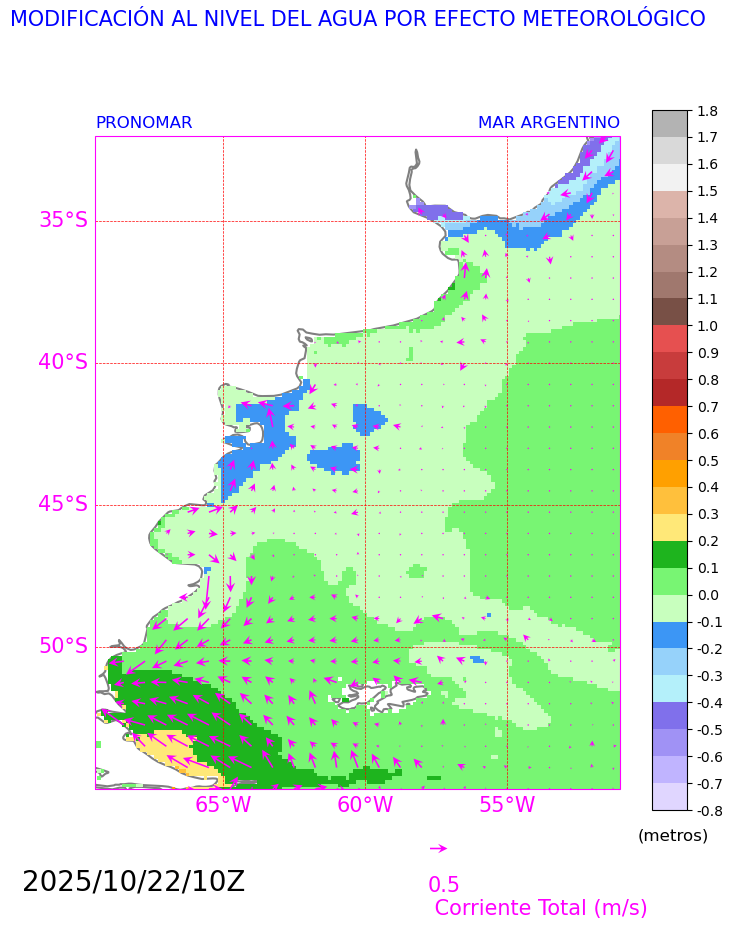 MODIFICACIÓN AL NIVEL DEL AGUA POR EFECTO METEOROLÓGICO
PRONOMAR MAR ARGENTINO
35°S
40°S
45°S
50°S
65°W 60°W 55°W
1.8
1.7
1.6
1.5
1.4
1.3
1.2
1.1
1.0
0.9
0.8
0.7
0.6
0.5
0.4
0.3
0.2
0.1
0.0
-0.1
-0.2
-0.3
-0.4
-0.5
-0.6
-0.7
-0.8
(metros)
2025/10/22/10Z
0.5
Corriente Total (m/s)